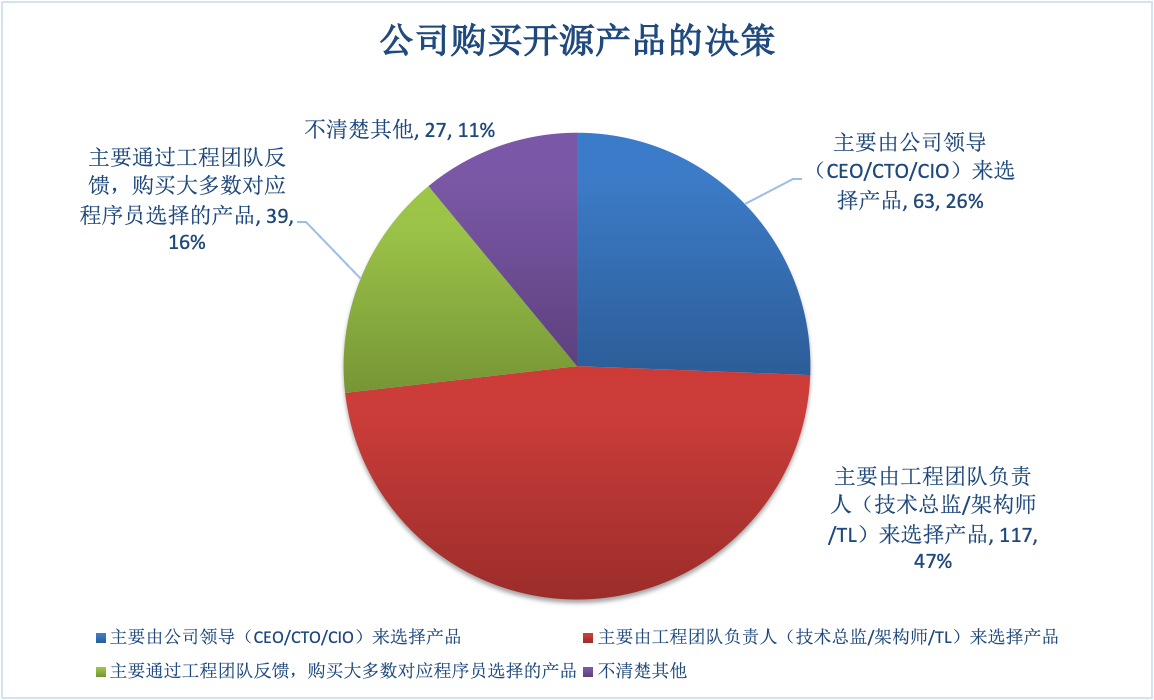 公司购买开源产品的决策
不清楚其他, 27, 11%
主要由公司领导
（CEO/CTO/CIO）来选
择产品, 63, 26%
主要通过工程团队反
馈，购买大多数对应
程序员选择的产品, 39,
16%
主要由工程团队负责
人（技术总监/架构师
/TL）来选择产品, 117,
47%
主要由公司领导（CEO/CTO/CIO）来选择产品
主要由工程团队负责人（技术总监/架构师/TL）来选择产品
主要通过工程团队反馈，购买大多数对应程序员选择的产品
不清楚其他